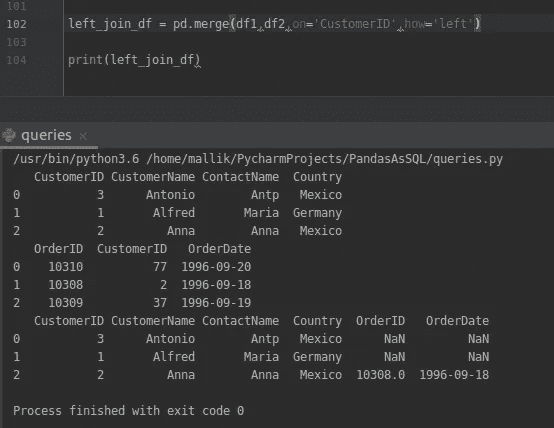 101
102 left_join_df = pd.merge(df1,df2,on='CustomerID',how='left')
103
104 print(left_join_df)
queries ×
/usr/bin/python3.6 /home/mallik/PycharmProjects/PandasAsSQL/queries.py
CustomerID CustomerName ContactName Country
0 3 Antonio Antp Mexico
1 1 Alfred Maria Germany
2 2 Anna Anna Mexico
OrderID CustomerID OrderDate
0 10310 77 1996-09-20
1 10308 2 1996-09-18
2 10309 37 1996-09-19
CustomerID CustomerName ContactName Country OrderID OrderDate
0 3 Antonio Antp Mexico NaN NaN
1 1 Alfred Maria Germany NaN NaN
2 2 Anna Anna Mexico 10308.0 1996-09-18
Process finished with exit code 0